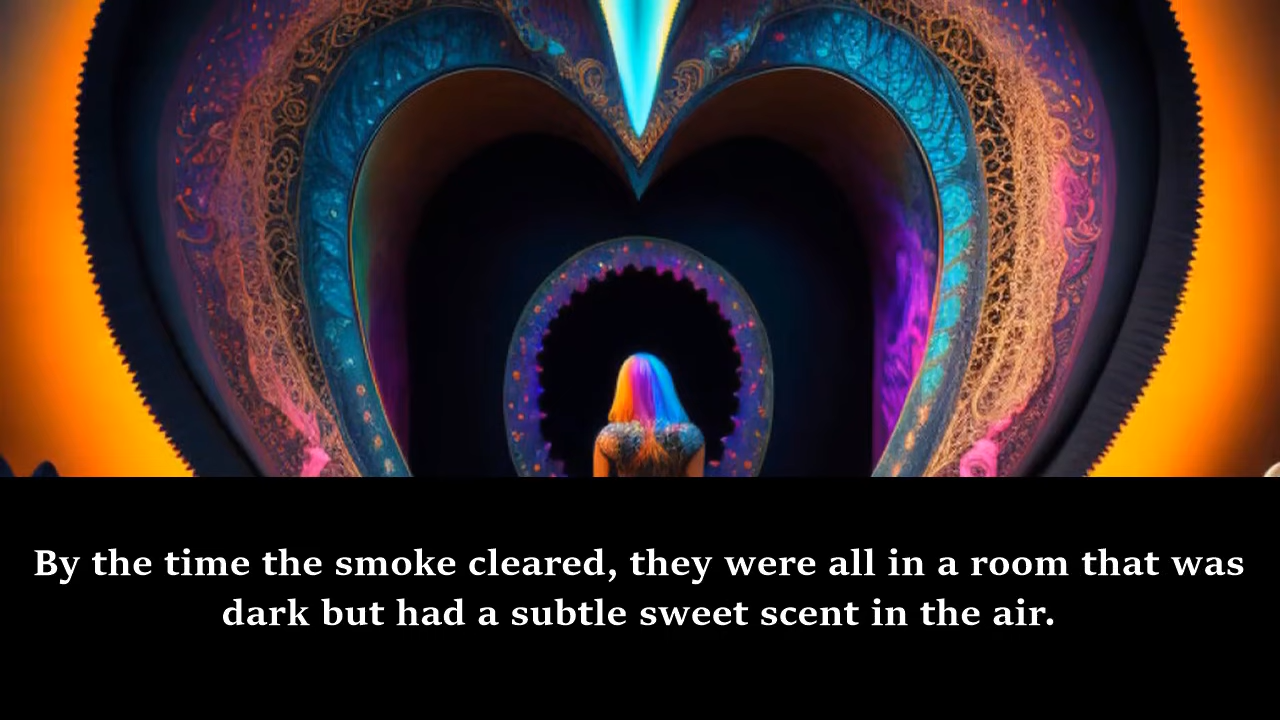 By the time the smoke cleared, they were all in a room that was
dark but had a subtle sweet scent in the air.